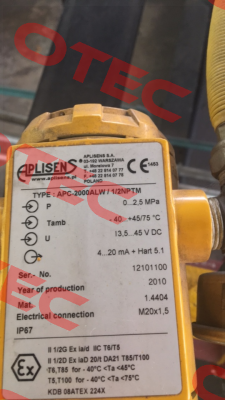 OTEC
APLISENS
www.aplisens.pl
APLISENS S.A.
03-192 WARSZAWA
ul. Morelowa 7
POLAND
CE 1453
TYPE : APC-2000ALW / 1/2NPTM
P 0...2.5 MPa
Tamb - 40...+45/75 °C
U 13,5...45 V DC
4...20 mA + Hart 5.1
Ser.- No. 12101100
Year of production 2010
Mat. 1.4404
Electrical connection M20x1,5
IP67
Ex
II 1/2G Ex ia/d IIC T6/T5
II 1/2D Ex iaD 20/t DA21 T85/T100
T6,T85 for - 40°C <Ta <45°C
T5,T100 for - 40°C <Ta <75°C
KDB 08ATEX 224X